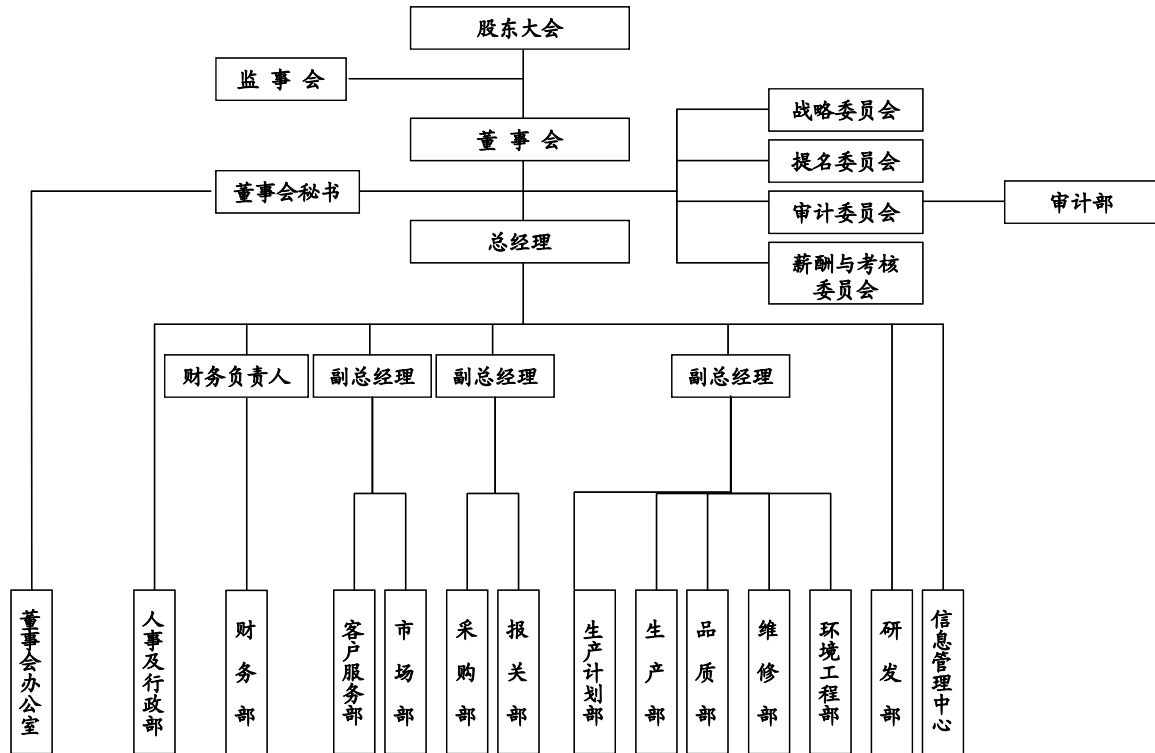 股东大会
监 事 会
战略委员会
董 事 会
提名委员会
董事会秘书
审计委员会
审计部
总经理
薪酬与考核
委员会
财务负责人
副总经理
副总经理
副总经理
董事会办公室
人事及行政部
财务部
客户服务部
市场部
采购部
报关部
生产计划部
生产部
品质部
维修部
环境工程部
研发部
信息管理中心